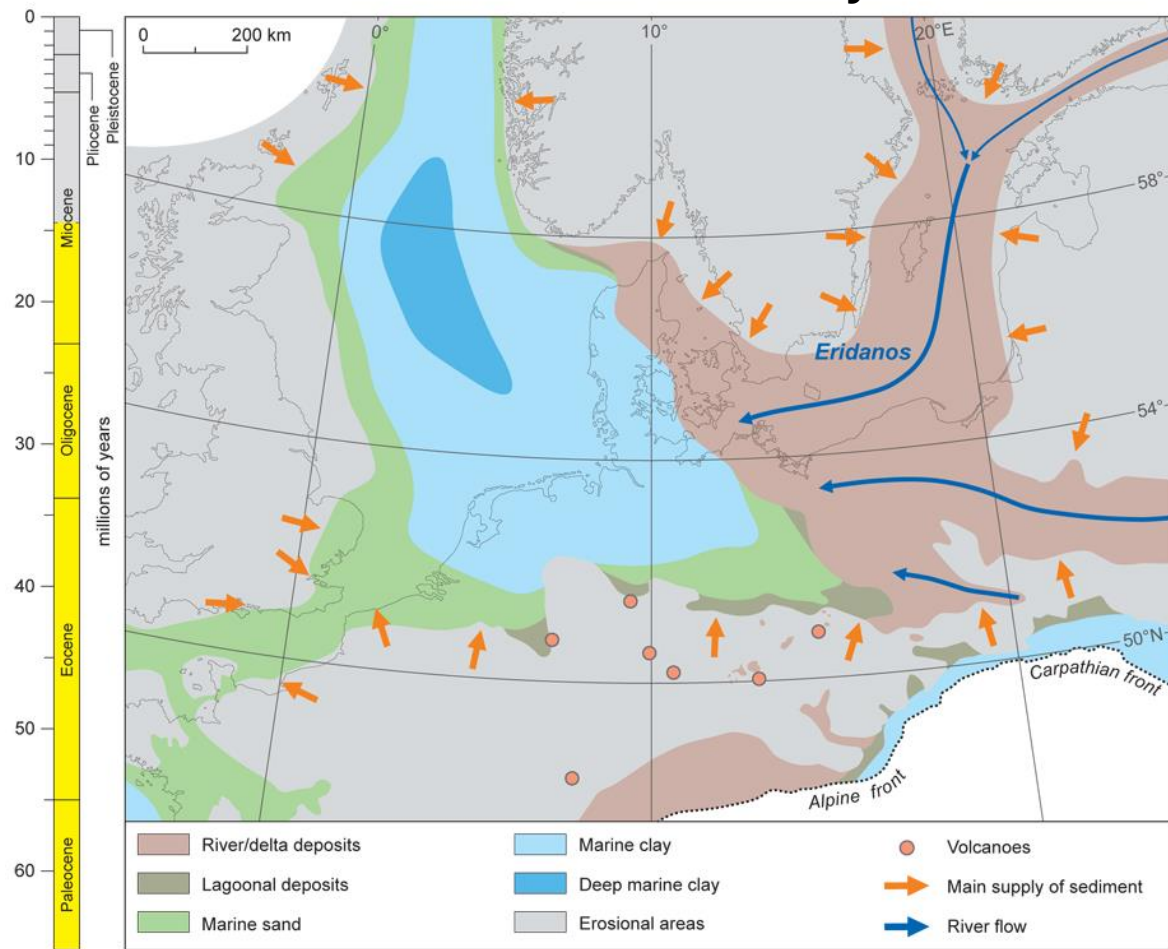 0
10
20
30
40
50
60
millions of years
Pleistocene
Pliocene
Miocene
Oligocene
Eocene
Paleocene
0 200 km
0°
10°
20°E
58°
54°
50°N
Eridanos
Carpathian front
Alpine front
River/delta deposits
Lagoonal deposits
Marine sand
Marine clay
Deep marine clay
Erosional areas
Volcanoes
Main supply of sediment
River flow